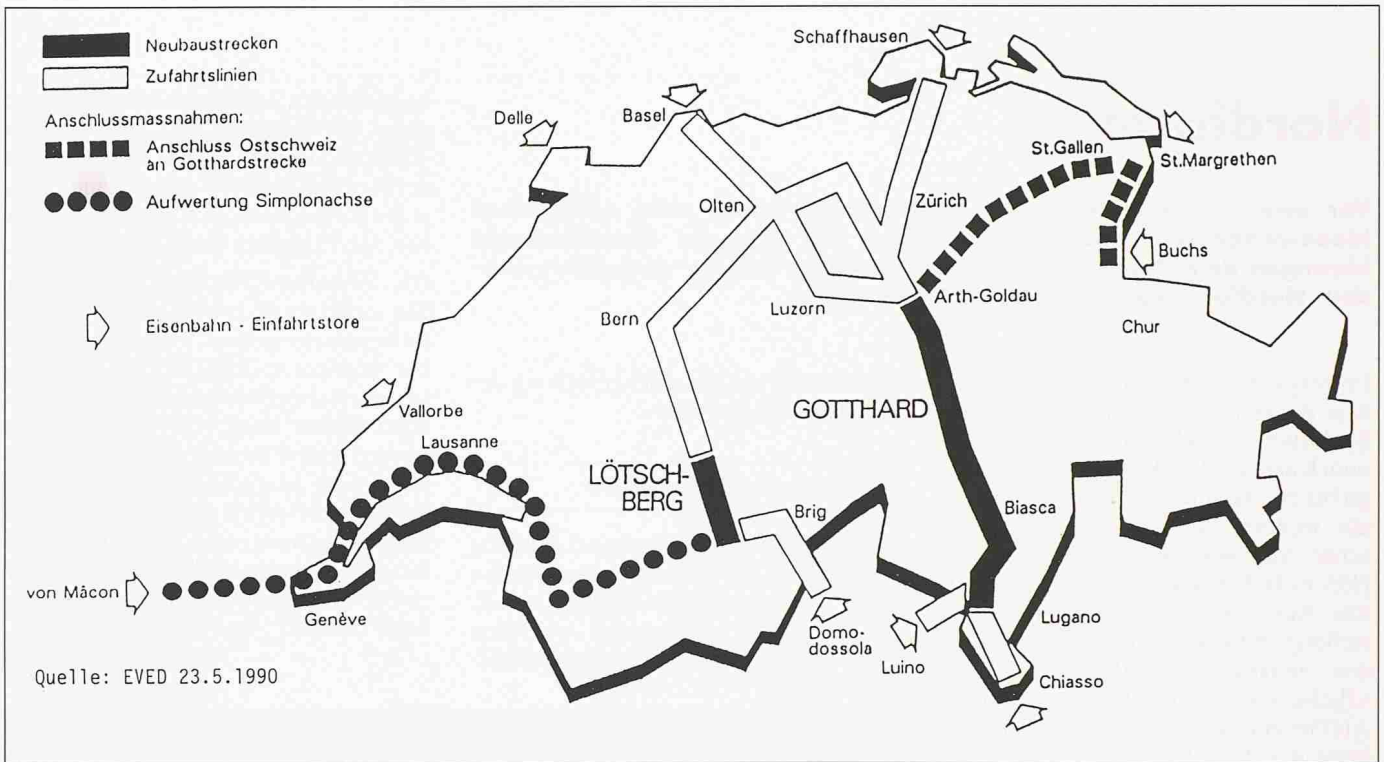 Neubaustrecken
Zufahrtslinien
Anschlussmassnahmen:
Anschluss Ostschweiz
an Gotthardstrecke
Aufwertung Simplonachse
Eisenbahn - Einfahrtstore
Schaffhausen
Delle
Basel
St.Gallen
St.Margrethen
Olten
Zürich
Buchs
Arth-Goldau
Luzern
Bern
Chur
Vallorbe
GOTTHARD
Lausanne
LÖTSCH-
BERG
Brig
Biasca
von Mâcon
Genève
Domo-
dossola
Luino
Lugano
Chiasso
Quelle: EVED 23.5.1990